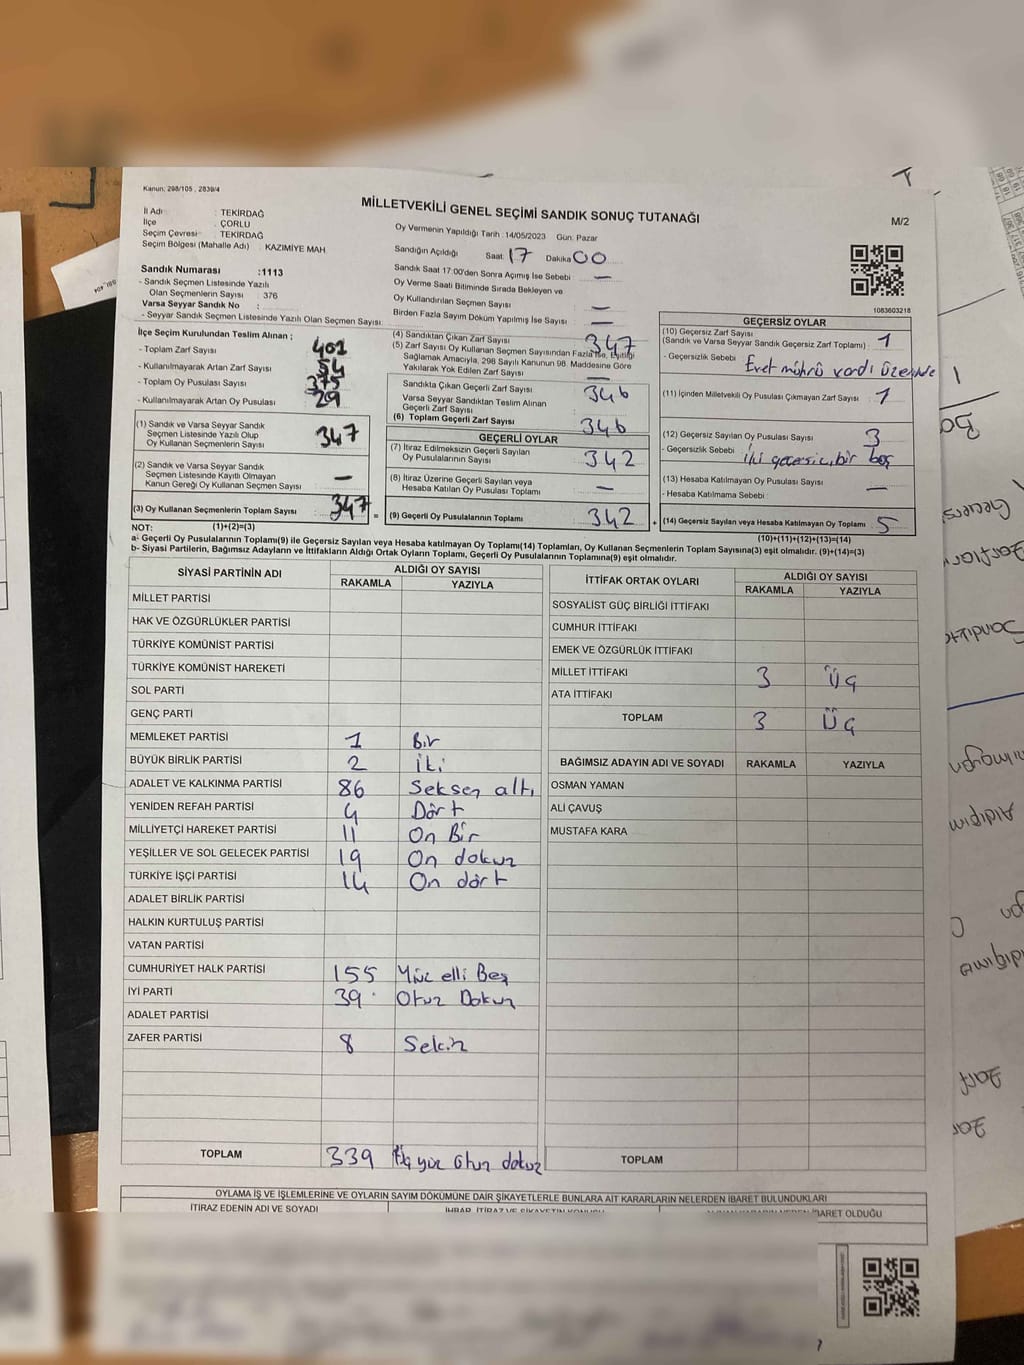 Kanun: 298/105 , 2839/4
MİLLETVEKİLİ GENEL SEÇİMİ SANDIK SONUÇ TUTANAĞI
M/2
İl Adı : TEKİRDAĞ
İlçe : ÇORLU
Seçim Çevresi : TEKİRDAĞ
Seçim Bölgesi (Mahalle Adı) : KAZIMİYE MAH
Sandık Numarası :1113
- Sandık Seçmen Listesinde Yazılı
Olan Seçmenlerin Sayısı : 376
Varsa Seyyar Sandık No :
- Seyyar Sandık Seçmen Listesinde Yazılı Olan Seçmen Sayısı
Oy Vermenin Yapıldığı Tarih : 14/05/2023 Gün: Pazar
Sandığın Açıldığı Saat: 17 Dakika 00
Sandık Saat 17:00'den Sonra Açımış İse Sebebi : —
Oy Verme Saati Bitiminde Sırada Bekleyen ve
Oy Kullandırılan Seçmen Sayısı : —
Birden Fazla Sayım Döküm Yapılmış İse Sayısı : —
1083603218
İlçe Seçim Kurulundan Teslim Alınan ;
- Toplam Zarf Sayısı : 401
- Kullanılmayarak Artan Zarf Sayısı : 54
- Toplam Oy Pusulası Sayısı : 375
- Kullanılmayarak Artan Oy Pusulası : 29
(1) Sandık ve Varsa Seyyar Sandık
Seçmen Listesinde Yazılı Olup
Oy Kullanan Seçmenlerin Sayısı : 347
(2) Sandık ve Varsa Seyyar Sandık
Seçmen Listesinde Kayıtlı Olmayan
Kanun Gereği Oy Kullanan Seçmen Sayısı : —
(3) Oy Kullanan Seçmenlerin Toplam Sayısı : 347 =
(4) Sandıktan Çıkan Zarf Sayısı : 347
(5) Zarf Sayısı Oy Kullanan Seçmen Sayısından Fazla İse, Eşitliği
Sağlamak Amacıyla, 298 Sayılı Kanunun 98. Maddesine Göre
Yakılarak Yok Edilen Zarf Sayısı : —
Sandıkta Çıkan Geçerli Zarf Sayısı : 346
Varsa Seyyar Sandıktan Teslim Alınan
Geçerli Zarf Sayısı :
(6) Toplam Geçerli Zarf Sayısı : 346
GEÇERLİ OYLAR
(7) İtiraz Edilmeksizin Geçerli Sayılan
Oy Pusulalarının Sayısı : 342
(8) İtiraz Üzerine Geçerli Sayılan veya
Hesaba Katılan Oy Pusulası Toplamı : —
(9) Geçerli Oy Pusulalarının Toplamı : 342 +
GEÇERSİZ OYLAR
(10) Geçersiz Zarf Sayısı
(Sandık ve Varsa Seyyar Sandık Geçersiz Zarf Toplamı) : 1
- Geçersizlik Sebebi : Evet mührü vardı üzerinde
(11) İçinden Milletvekili Oy Pusulası Çıkmayan Zarf Sayısı : 1
(12) Geçersiz Sayılan Oy Pusulası Sayısı : 3
- Geçersizlik Sebebi : iki geçersiz, bir boş
(13) Hesaba Katılmayan Oy Pusulası Sayısı : —
- Hesaba Katılmama Sebebi :
(14) Geçersiz Sayılan veya Hesaba Katılmayan Oy Toplamı : 5
NOT: (1)+(2)=(3)
(10)+(11)+(12)+(13)=(14)
a- Geçerli Oy Pusulalarının Toplamı(9) ile Geçersiz Sayılan veya Hesaba katılmayan Oy Toplamı(14) Toplamları, Oy Kullanan Seçmenlerin Toplam Sayısına(3) eşit olmalıdır. (9)+(14)=(3)
b- Siyasi Partilerin, Bağımsız Adayların ve İttifakların Aldığı Ortak Oyların Toplamı, Geçerli Oy Pusulalarının Toplamına(9) eşit olmalıdır.
SİYASİ PARTİNİN ADI ALDIĞI OY SAYISI
RAKAMLA YAZIYLA
MİLLET PARTİSİ
HAK VE ÖZGÜRLÜKLER PARTİSİ
TÜRKİYE KOMÜNİST PARTİSİ
TÜRKİYE KOMÜNİST HAREKETİ
SOL PARTİ
GENÇ PARTİ
MEMLEKET PARTİSİ 1 Bir
BÜYÜK BİRLİK PARTİSİ 2 İki
ADALET VE KALKINMA PARTİSİ 86 Seksen altı
YENİDEN REFAH PARTİSİ 4 Dört
MİLLİYETÇİ HAREKET PARTİSİ 11 On Bir
YEŞİLLER VE SOL GELECEK PARTİSİ 19 On dokuz
TÜRKİYE İŞÇİ PARTİSİ 14 On dört
ADALET BİRLİK PARTİSİ
HALKIN KURTULUŞ PARTİSİ
VATAN PARTİSİ
CUMHURİYET HALK PARTİSİ 155 Yüz elli Beş
İYİ PARTİ 39 Otuz Dokuz
ADALET PARTİSİ
ZAFER PARTİSİ 8 Sekiz
TOPLAM 339 Üç yüz otuz dokuz
İTTİFAK ORTAK OYLARI ALDIĞI OY SAYISI
RAKAMLA YAZIYLA
SOSYALİST GÜÇ BİRLİĞİ İTTİFAKI
CUMHUR İTTİFAKI
EMEK VE ÖZGÜRLÜK İTTİFAKI
MİLLET İTTİFAKI 3 Üç
ATA İTTİFAKI
TOPLAM 3 Üç
BAĞIMSIZ ADAYIN ADI VE SOYADI RAKAMLA YAZIYLA
OSMAN YAMAN
ALİ ÇAVUŞ
MUSTAFA KARA
TOPLAM
OYLAMA İŞ VE İŞLEMLERİNE VE OYLARIN SAYIM DÖKÜMÜNE DAİR ŞİKAYETLERLE BUNLARA AİT KARARLARIN NELERDEN İBARET BULUNDUKLARI
İTİRAZ EDENİN ADI VE SOYADI